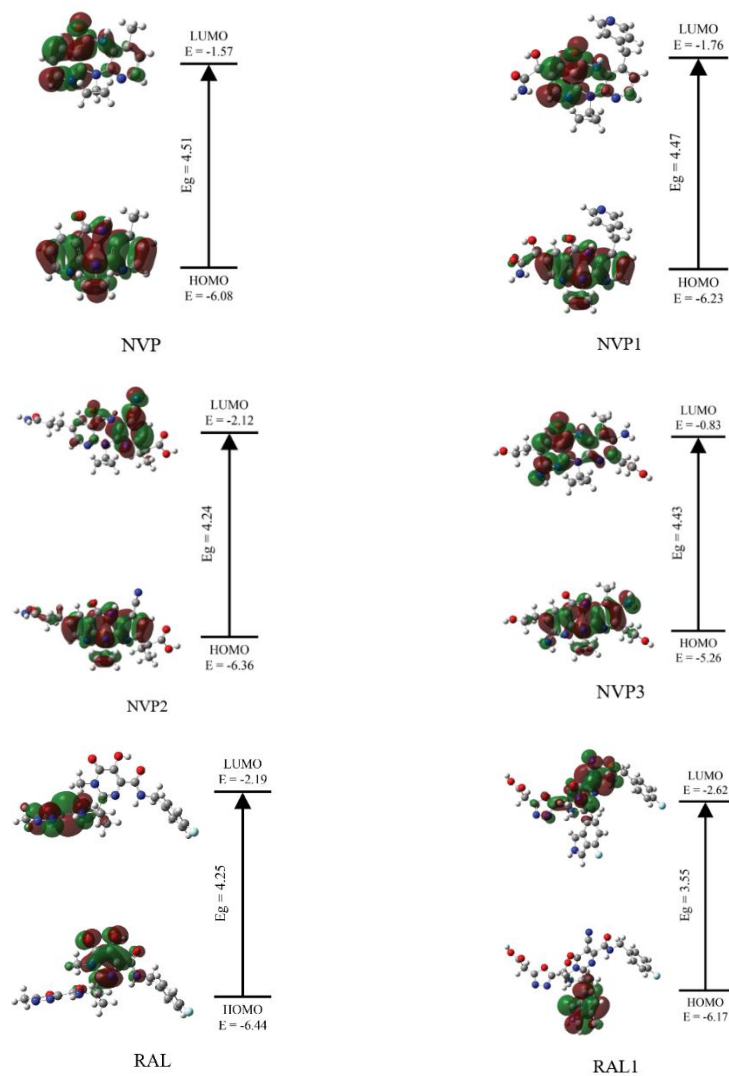 LUMO
E = -1.57
Eg = 4.51
HOMO
E = -6.08
NVP
LUMO
E = -1.76
Eg = 4.47
HOMO
E = -6.23
NVP1
LUMO
E = -2.12
Eg = 4.24
HOMO
E = -6.36
NVP2
LUMO
E = -0.83
Eg = 4.43
HOMO
E = -5.26
NVP3
LUMO
E = -2.19
Eg = 4.25
HOMO
E = -6.44
RAL
LUMO
E = -2.62
Eg = 3.55
HOMO
E = -6.17
RAL1